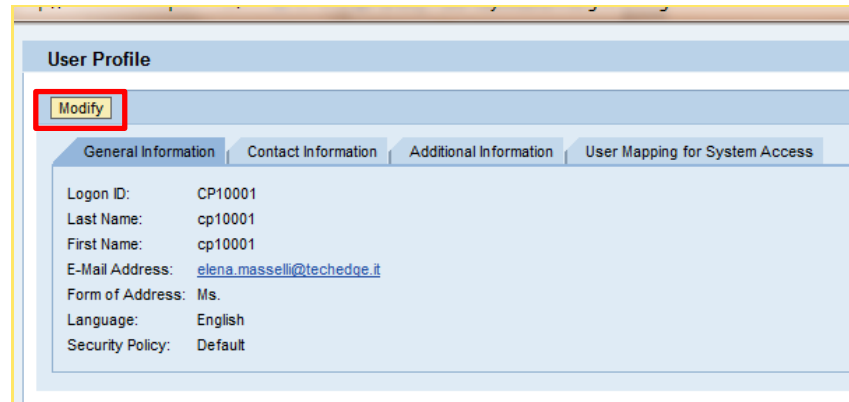 User Profile
Modify
General Information Contact Information Additional Information User Mapping for System Access
Logon ID: CP10001
Last Name: cp10001
First Name: cp10001
E-Mail Address: elena.masselli@techedge.it
Form of Address: Ms.
Language: English
Security Policy: Default